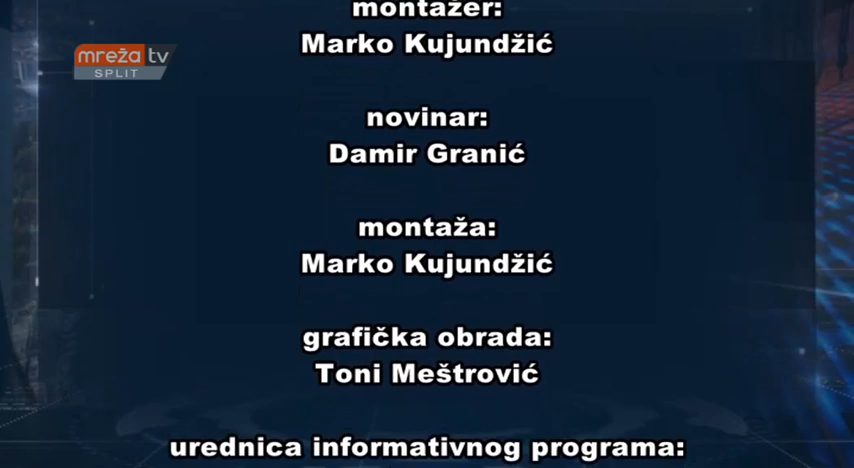 montažer:
Marko Kujundžić
mreža tv
SPLIT
novinar:
Damir Granić
montaža:
Marko Kujundžić
grafička obrada:
Toni Meštrović
urednica informativnog programa: